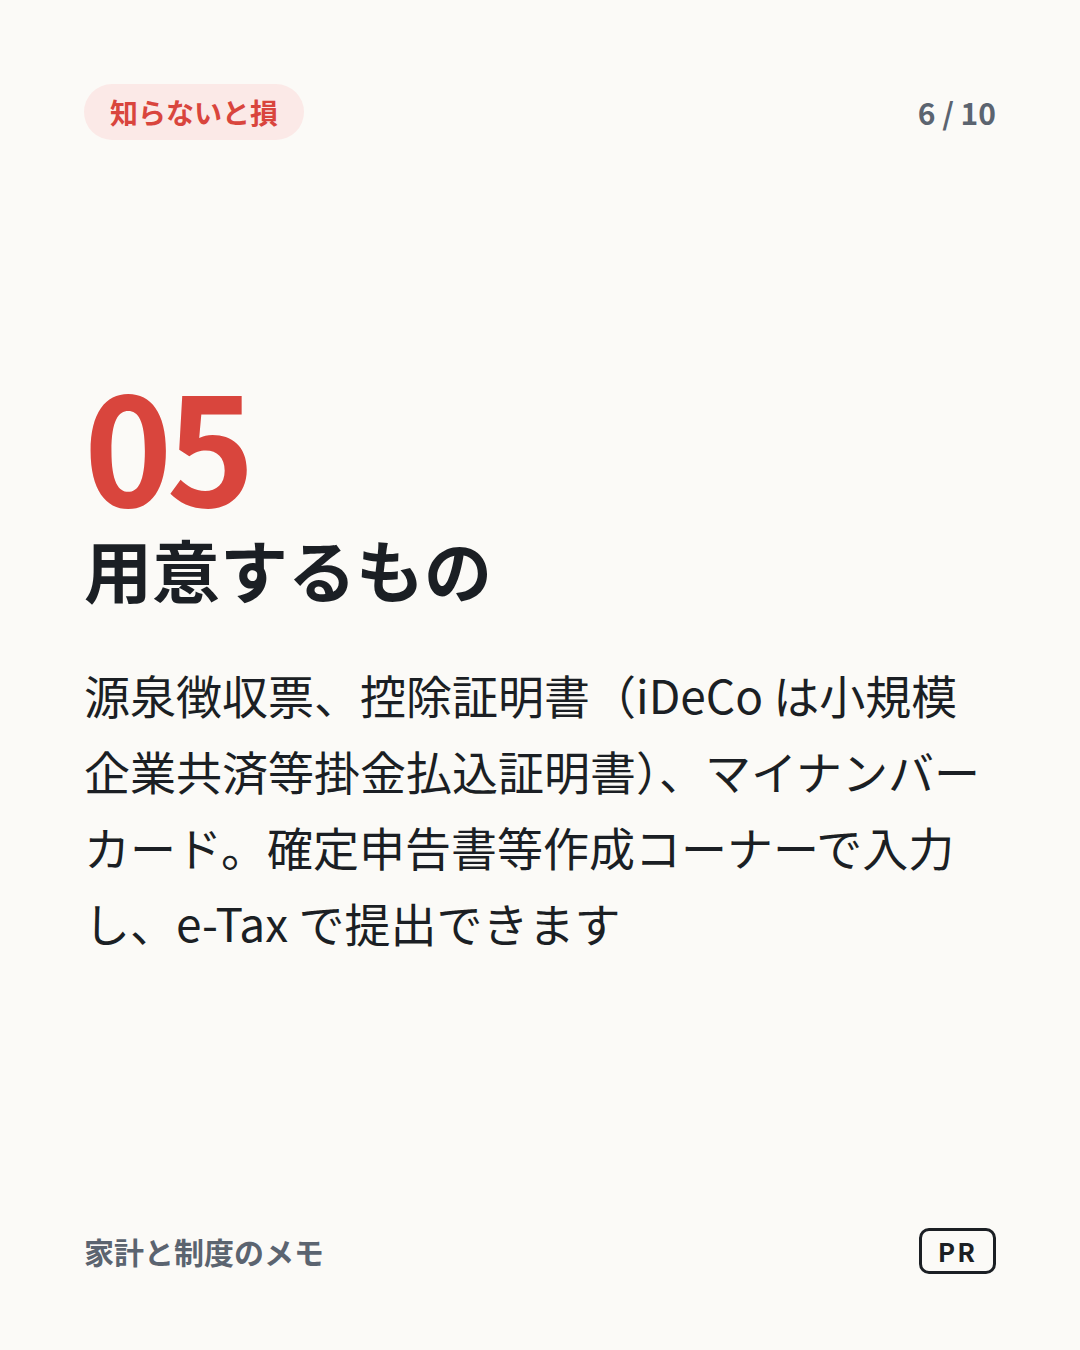 知らないと損
6 / 10
05
用意するもの
源泉徴収票、控除証明書（iDeCo は小規模
企業共済等掛金払込証明書）、マイナンバー
カード。確定申告書等作成コーナーで入力
し、e-Tax で提出できます
家計と制度のメモ
PR